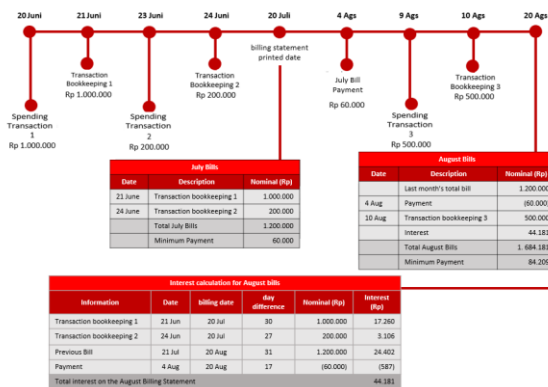 20 Juni 21 Juni 23 Juni 24 Juni 20 Juli 4 Ags 9 Ags 10 Ags 20 Ags
Spending
Transaction
1
Rp 1.000.000
Transaction
Bookkeeping 1
Rp 1.000.000
Spending
Transaction
2
Rp 200.000
Transaction
Bookkeeping 2
Rp 200.000
billing statement
printed date
July Bill
Payment
Rp 60.000
Spending
Transaction
3
Rp 500.000
Transaction
Bookkeeping 3
Rp 500.000
July Bills
Date Description Nominal (Rp)
21 June Transaction bookkeeping 1 1.000.000
24 June Transaction bookkeeping 2 200.000
Total July Bills 1.200.000
Minimum Payment 60.000
August Bills
Date Description Nominal (Rp)
Last month's total bill 1.200.000
4 Aug Payment (60.000)
10 Aug Transaction bookkeeping 3 500.000
Interest 44.181
Total August Bills 1. 684.181
Minimum Payment 84.209
Interest calculation for August bills
Information Date billing date day difference Nominal (Rp) Interest (Rp)
Transaction bookkeeping 1 21 Jun 20 Jul 30 1.000.000 17.260
Transaction bookkeeping 2 24 Jun 20 Jul 27 200.000 3.106
Previous Bill 21 Jul 20 Aug 31 1.200.000 24.402
Payment 4 Aug 20 Aug 17 (60.000) (587)
Total interest on the August Billing Statement 44.181